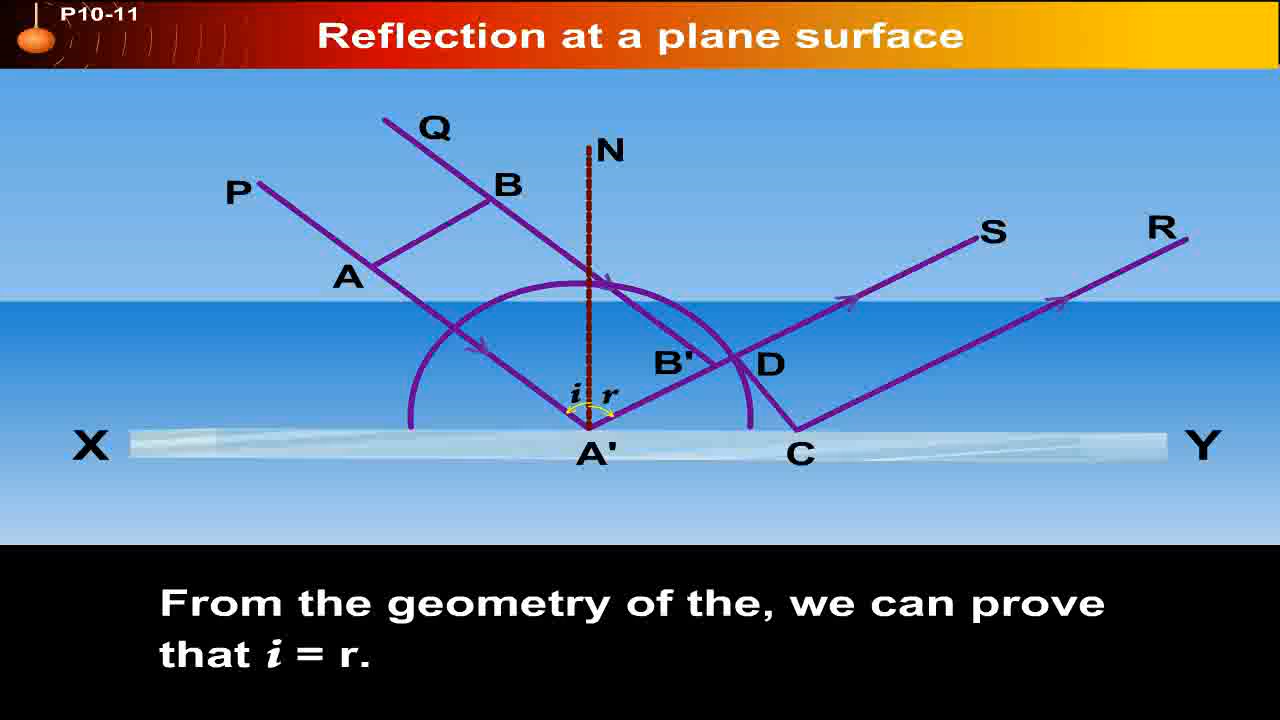 P10-11
Reflection at a plane surface
Q
N
B
P
S
R
A
B'
D
i
r
X
A'
C
Y
From the geometry of the, we can prove
that i = r.